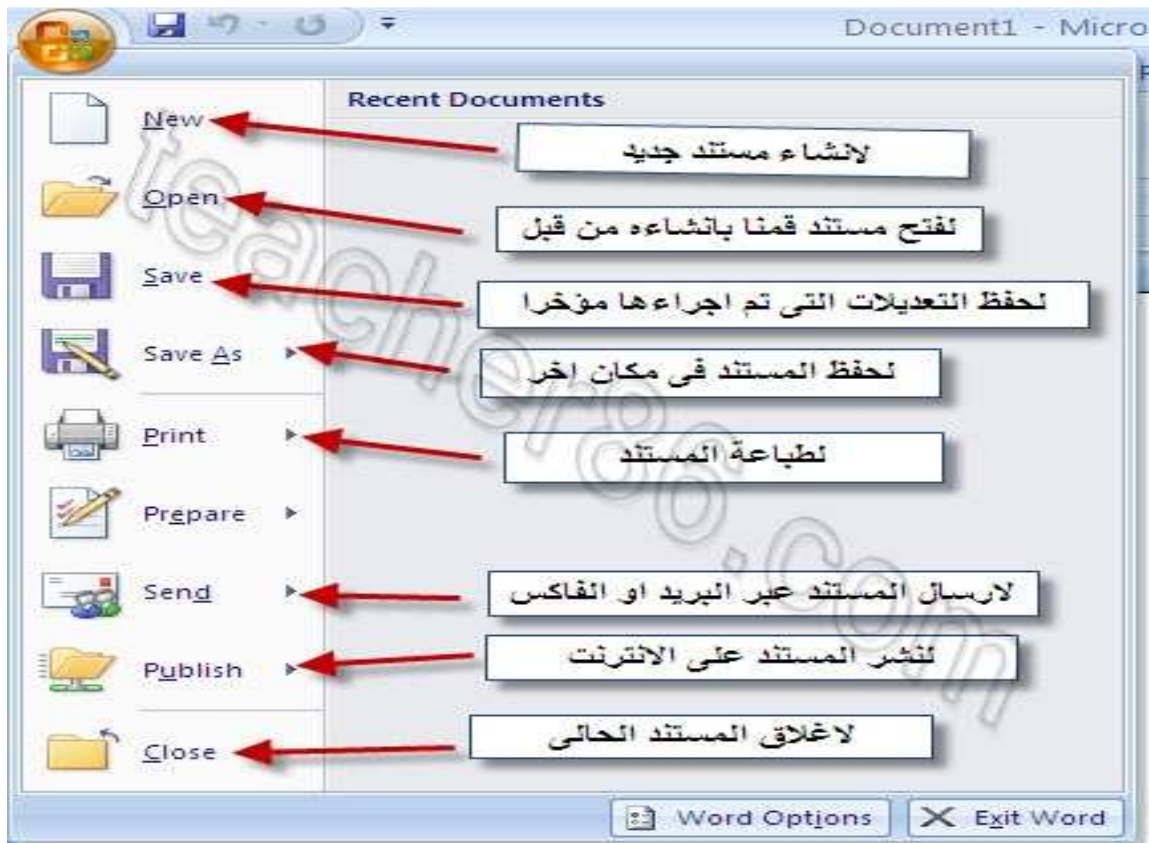 Document1 - Micro
Recent Documents
New
لانشاء مستند جديد
Open
لفتح مستند قمنا بانشاءه من قبل
Save
لحفظ التعديلات التى تم اجراءها مؤخرا
Save As
لحفظ المستند فى مكان اخر
Print
لطباعة المستند
Prepare
Send
لارسال المستند عبر البريد او الفاكس
Publish
لنشر المستند على الانترنت
Close
لاغلاق المستند الحالى
Word Options
Exit Word
teacher86.com